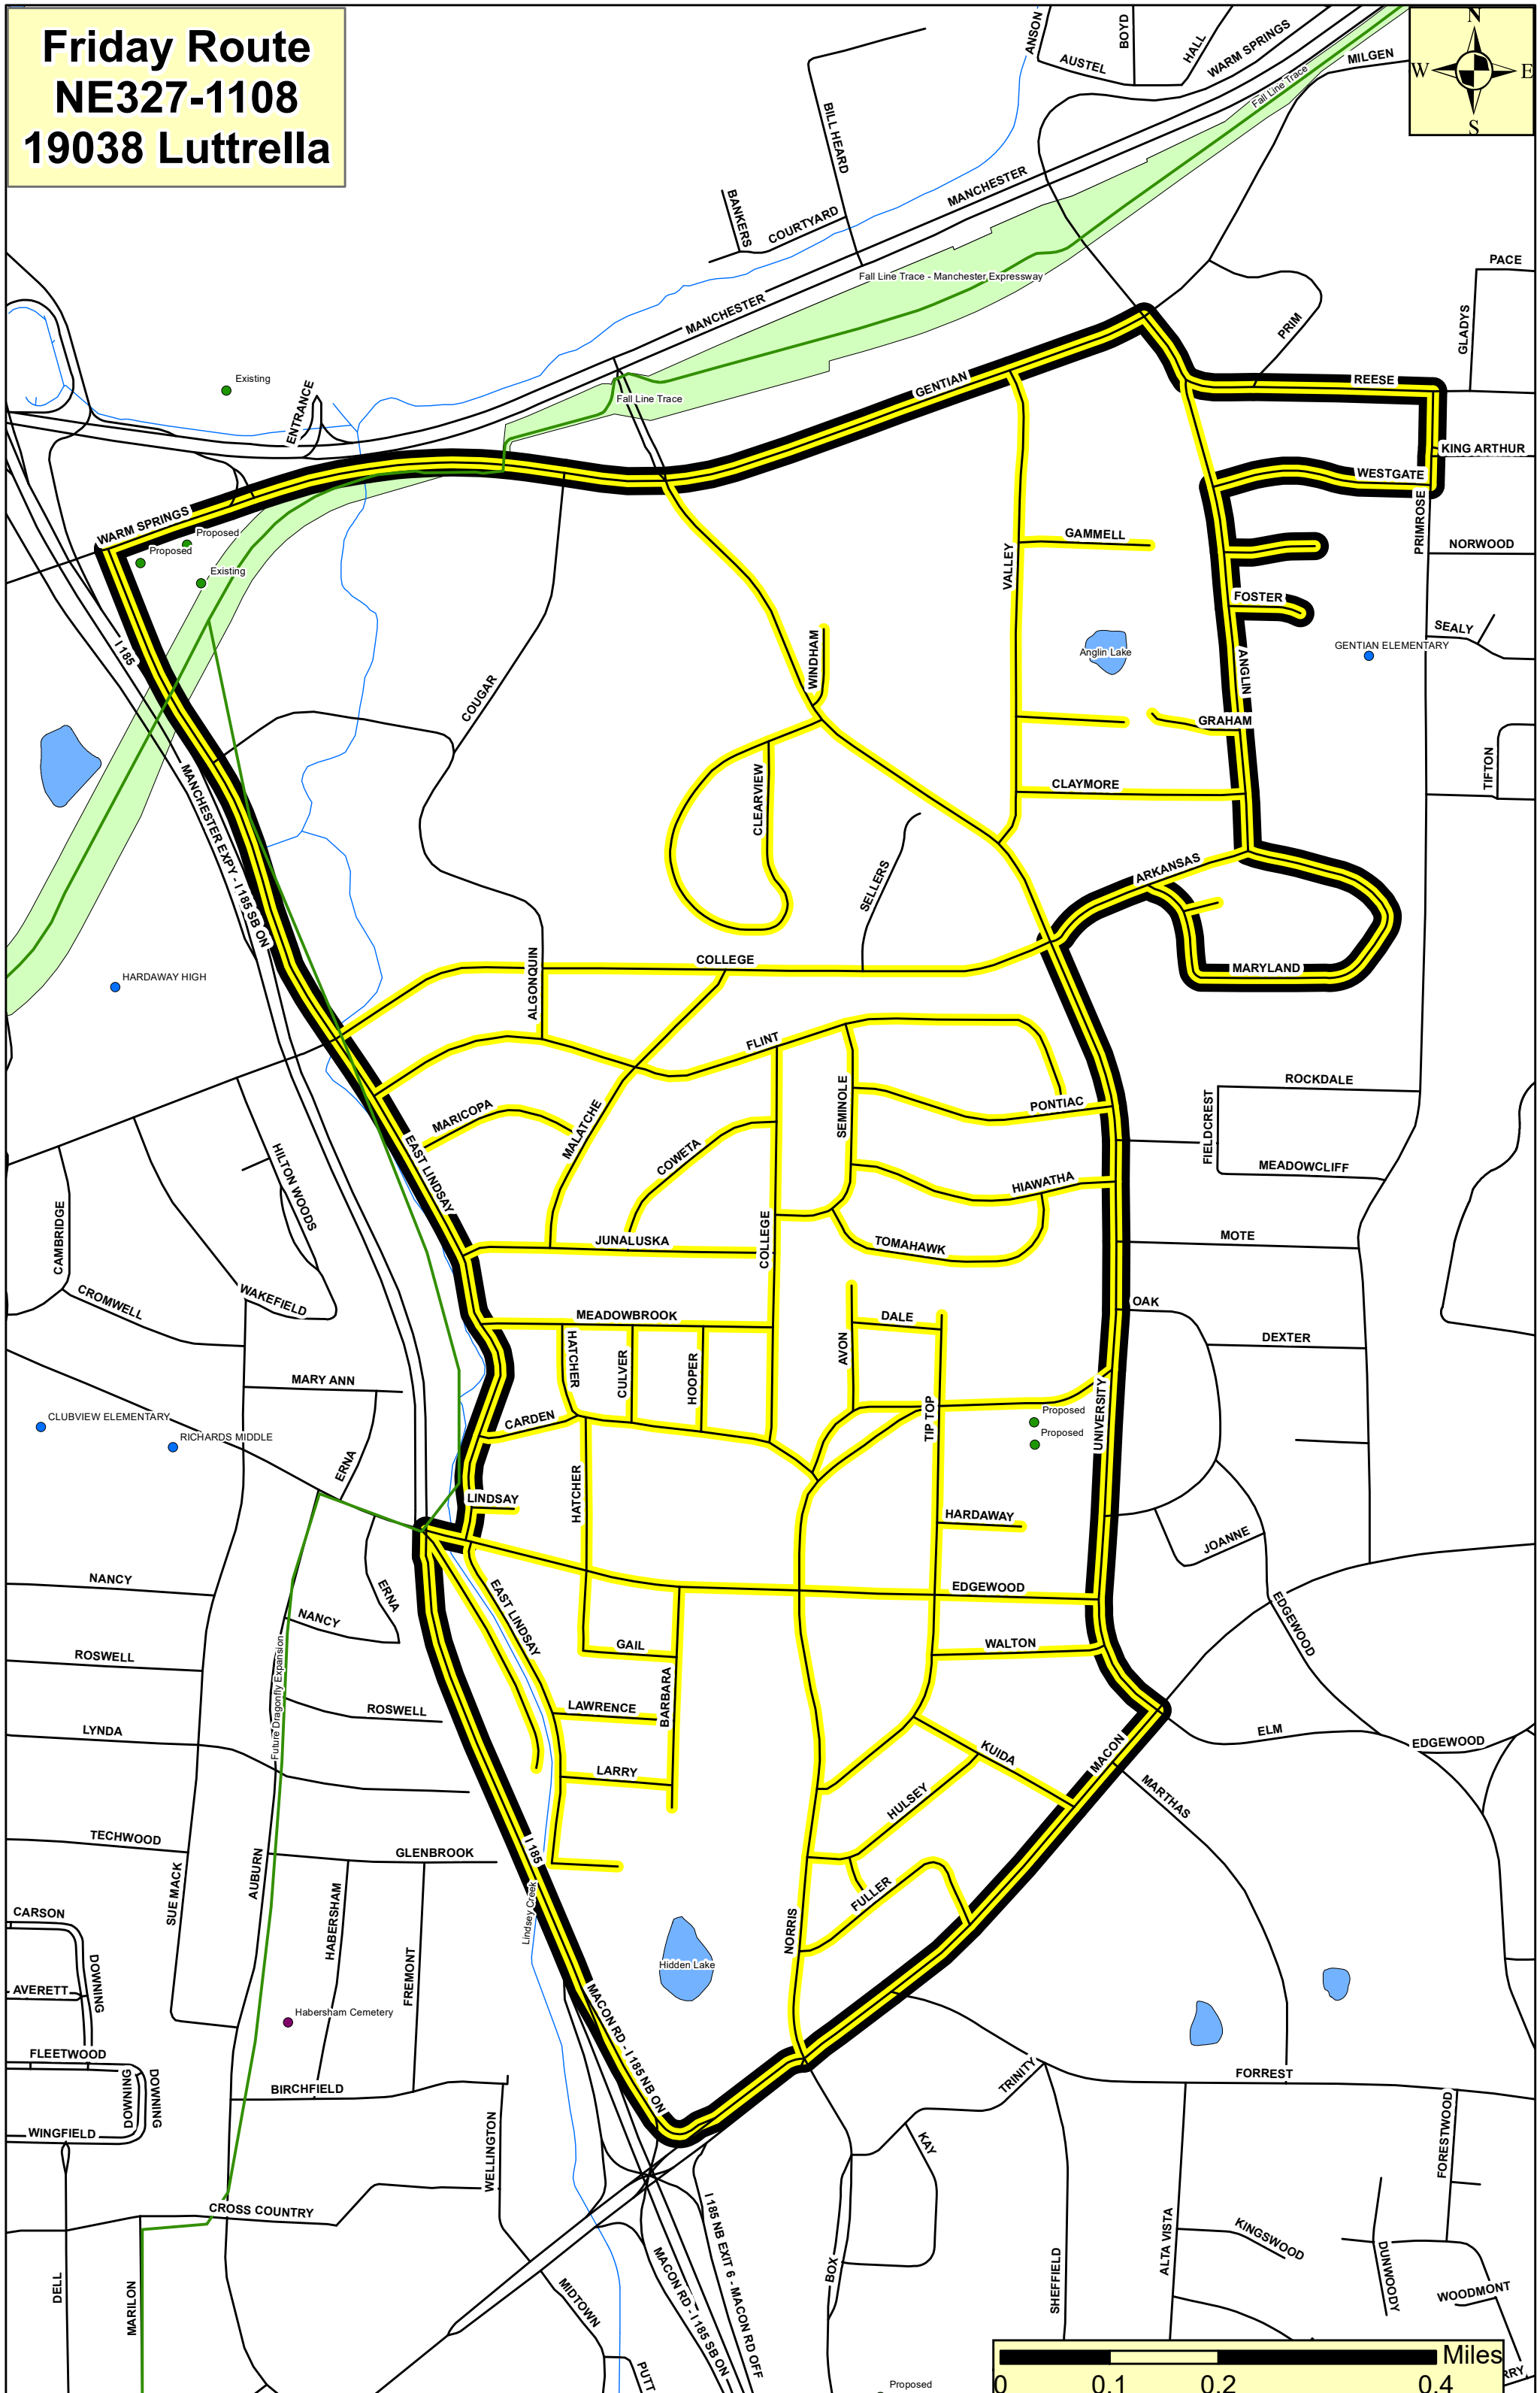 Friday Route
NE327-1108
19038 Luttrella
N
W
E
S
ANSON
BOYD
HALL
AUSTEL
WARM SPRINGS
MILGEN
Fall Line Trace
BILL HEARD
BANKERS
COURTYARD
MANCHESTER
Fall Line Trace - Manchester Expressway
MANCHESTER
PACE
GLADYS
PRIM
Existing
ENTRANCE
Fall Line Trace
GENTIAN
REESE
KING ARTHUR
WESTGATE
WARM SPRINGS
Proposed
Proposed
Existing
PRIMROSE
NORWOOD
GAMMELL
VALLEY
FOSTER
SEALY
GENTIAN ELEMENTARY
I 185
WINDHAM
Anglin Lake
ANGLIN
COUGAR
GRAHAM
TIFTON
CLAYMORE
CLEARVIEW
MANCHESTER EXPY - I 185 SB ON
SELLERS
ARKANSAS
HARDAWAY HIGH
ALGONQUIN
COLLEGE
MARYLAND
FLINT
ROCKDALE
MARICOPA
MALATCHE
SEMINOLE
PONTIAC
FIELDCREST
COWETA
MEADOWCLIFF
EAST LINDSAY
HILTON WOODS
HIAWATHA
CAMBRIDGE
JUNALUSKA
COLLEGE
TOMAHAWK
MOTE
CROMWELL
WAKEFIELD
OAK
MEADOWBROOK
DALE
DEXTER
HATCHER
CULVER
HOOPER
AVON
MARY ANN
CLUBVIEW ELEMENTARY
RICHARDS MIDDLE
CARDEN
TIP TOP
Proposed
Proposed
UNIVERSITY
ERNA
LINDSAY
HATCHER
HARDAWAY
JOANNE
NANCY
ERNA
NANCY
EAST LINDSAY
EDGEWOOD
EDGEWOOD
GAIL
WALTON
ROSWELL
Future Dragonfly Expansion
ROSWELL
LAWRENCE
BARBARA
LYNDA
ELM
EDGEWOOD
KUIDA
MACON
LARRY
MARTHAS
HULSEY
TECHWOOD
GLENBROOK
I 185
SUE MACK
AUBURN
HABERSHAM
FREMONT
Lindsey Creek
FULLER
NORRIS
CARSON
DOWNING
AVERETT
Hidden Lake
Habersham Cemetery
MACON RD - I 185 NB ON
FLEETWOOD
DOWNING
DOWNING
BIRCHFIELD
TRINITY
FORREST
WINGFIELD
WELLINGTON
KAY
FORESTWOOD
CROSS COUNTRY
I 185 NB EXIT 6 - MACON RD OFF
MACON RD - I 185 SB ON
BOX
SHEFFIELD
ALTA VISTA
KINGSWOOD
DUNWOODY
WOODMONT
DELL
MARILON
MIDTOWN
PUTT
Proposed
Miles
0
0.1
0.2
0.4